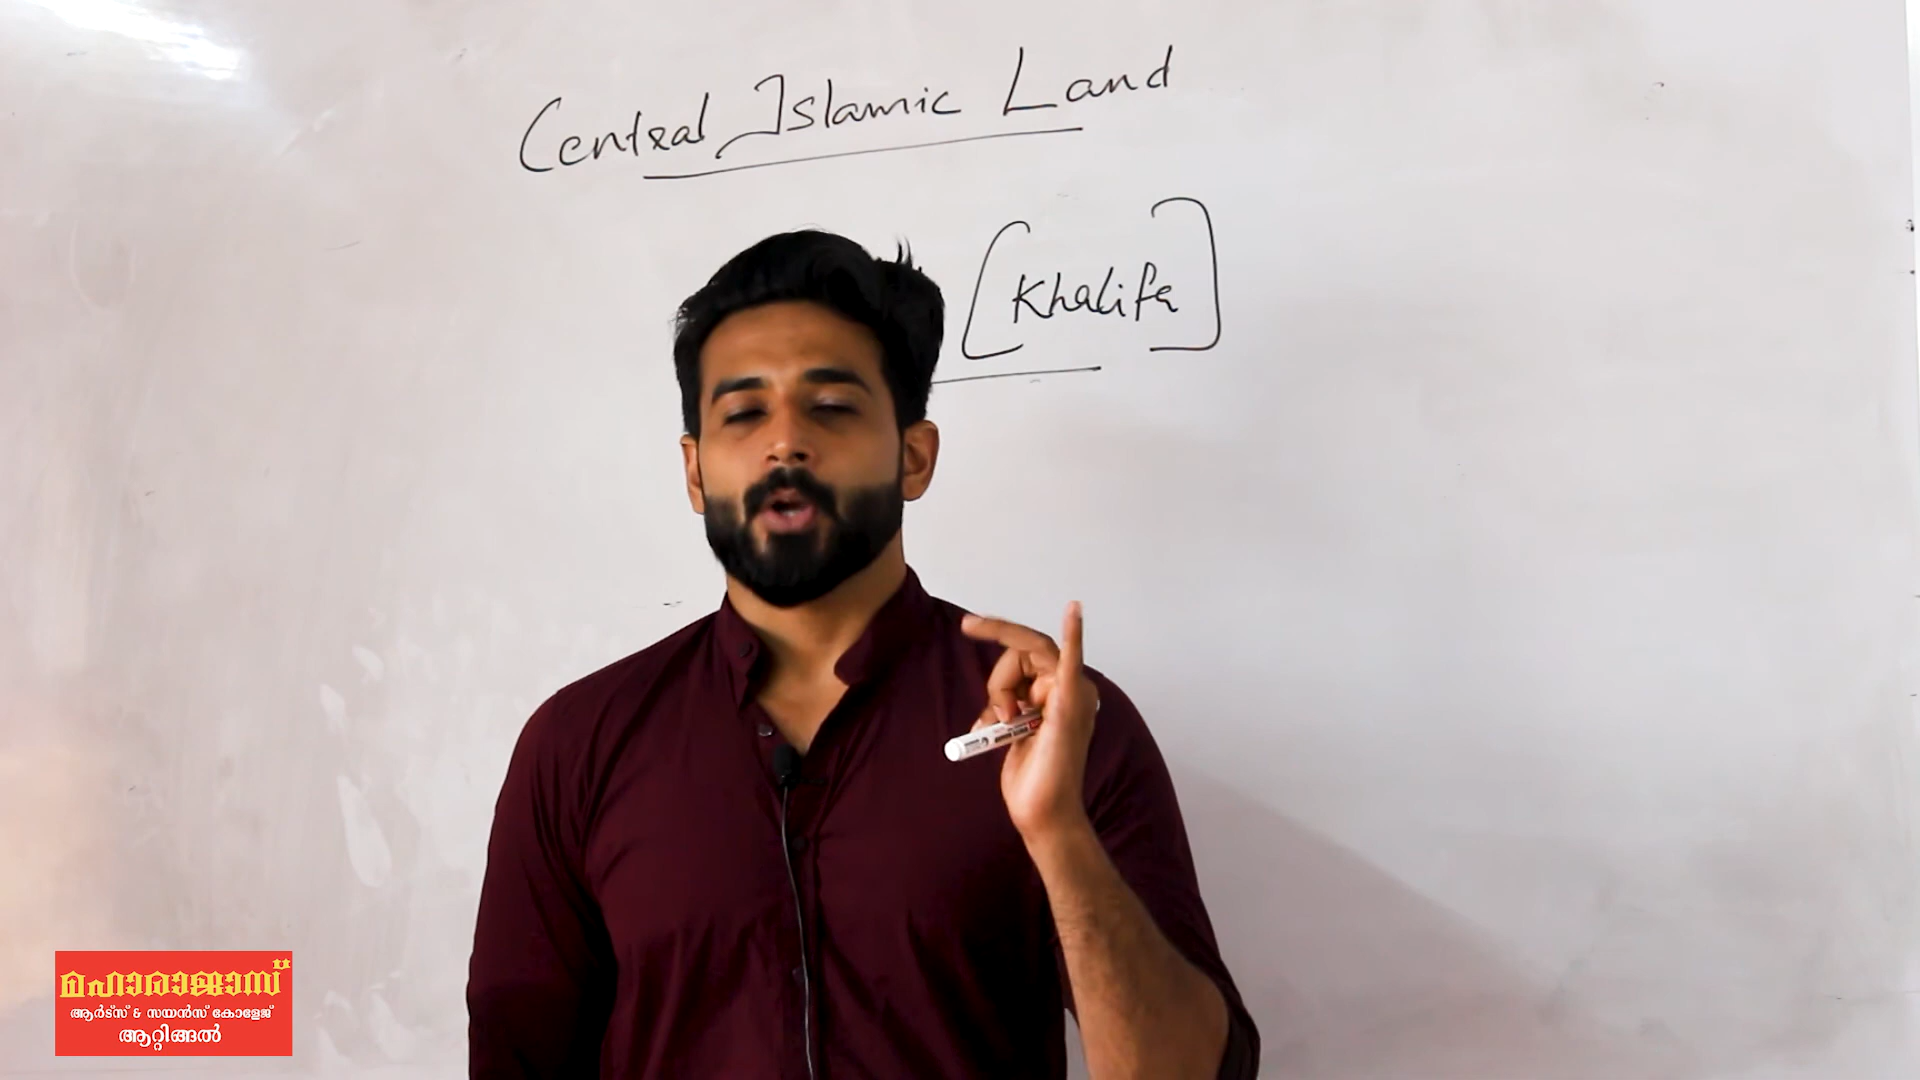 Central Islamic Land
[Khalifa]
മഹാരാജാസ്
ആർട്സ് & സയൻസ് കോളേജ്
ആറ്റിങ്ങൽ